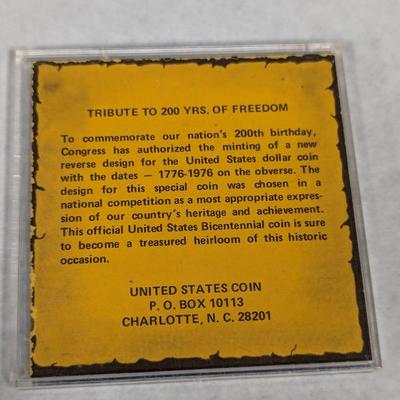 TRIBUTE TO 200 YRS. OF FREEDOM
To commemorate our nation's 200th birthday,
Congress has authorized the minting of a new
reverse design for the United States dollar coin
with the dates — 1776-1976 on the obverse. The
design for this special coin was chosen in a
national competition as a most appropriate expres-
sion of our country's heritage and achievement.
This official United States Bicentennial coin is sure
to become a treasured heirloom of this historic
occasion.
UNITED STATES COIN
P. O. BOX 10113
CHARLOTTE, N. C. 28201